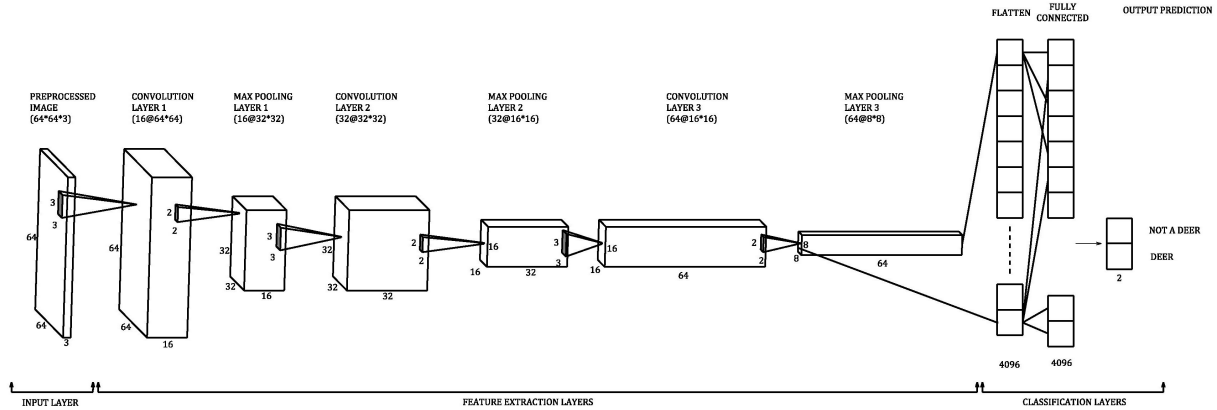 FLATTEN
FULLY
CONNECTED
OUTPUT PREDICTION
PREPROCESSED
IMAGE
(64*64*3)
CONVOLUTION
LAYER 1
(16@64*64)
MAX POOLING
LAYER 1
(16@32*32)
CONVOLUTION
LAYER 2
(32@32*32)
MAX POOLING
LAYER 2
(32@16*16)
CONVOLUTION
LAYER 3
(64@16*16)
MAX POOLING
LAYER 3
(64@8*8)
3
3
64
64
3
2
2
64
64
16
3
3
32
32
16
2
2
32
32
32
3
3
16
16
32
2
2
16
16
64
8
8
64
NOT A DEER
DEER
2
4096
4096
INPUT LAYER
FEATURE EXTRACTION LAYERS
CLASSIFICATION LAYERS